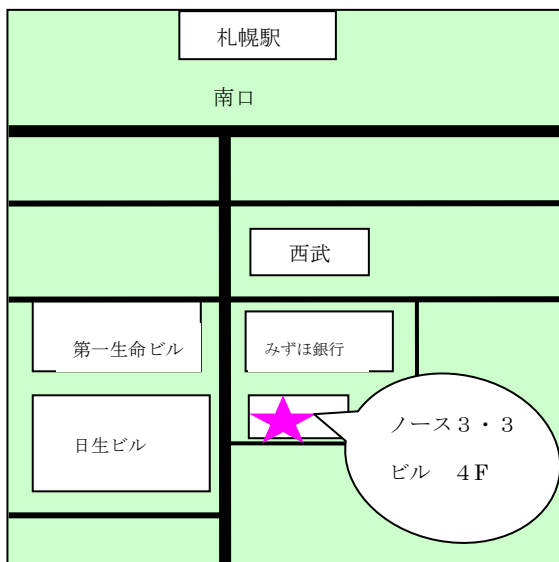 札幌駅
南口
西武
第一生命ビル
みずほ銀行
日生ビル
ノース３・３
ビル　４F